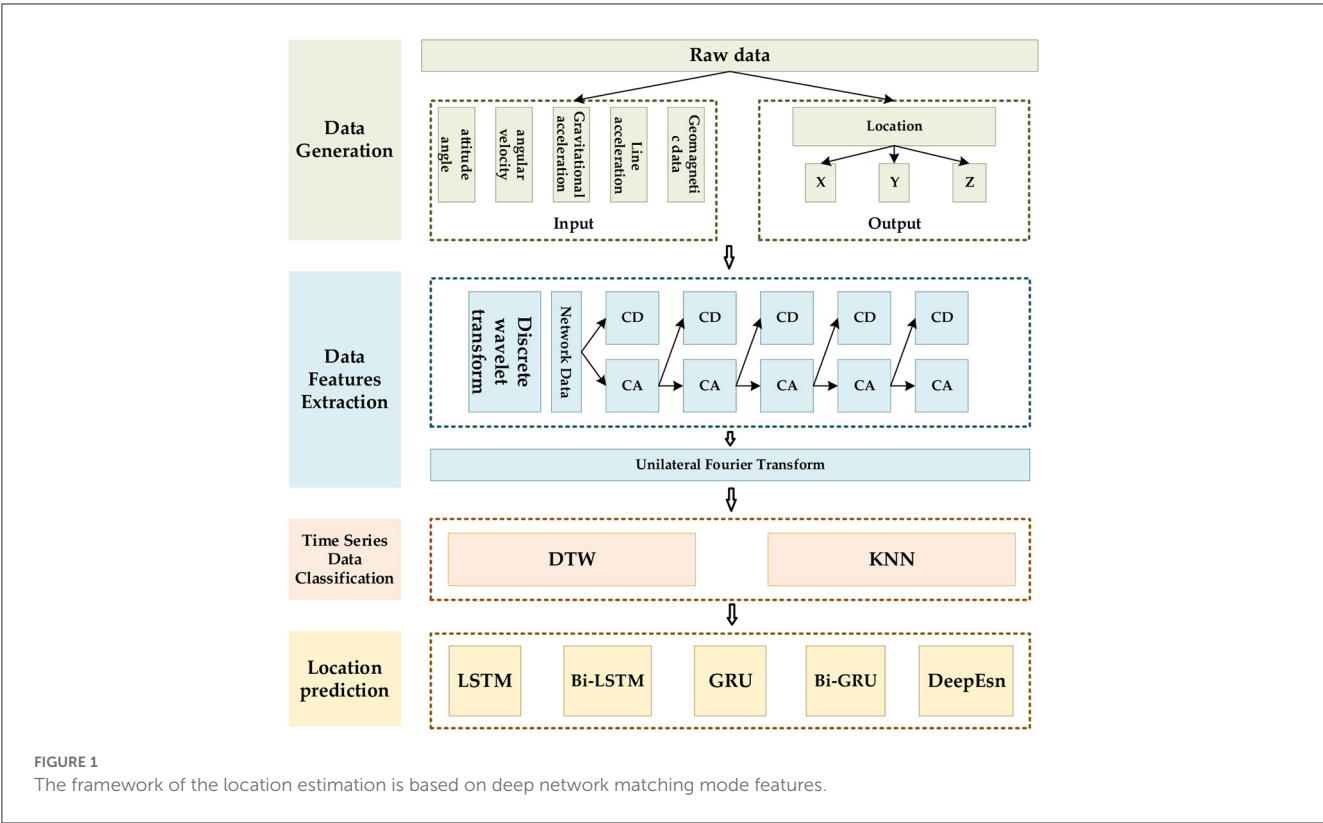 Raw data
Data
Generation
attitude
angle
angular
velocity
Gravitational
acceleration
Line
acceleration
Geomagneti
c data
Input
Location
X
Y
Z
Output
Data
Features
Extraction
Discrete
wavelet
transform
Network Data
CD
CD
CD
CD
CD
CA
CA
CA
CA
CA
Unilateral Fourier Transform
Time Series
Data
Classification
DTW
KNN
Location
prediction
LSTM
Bi-LSTM
GRU
Bi-GRU
DeepEsn
FIGURE 1
The framework of the location estimation is based on deep network matching mode features.